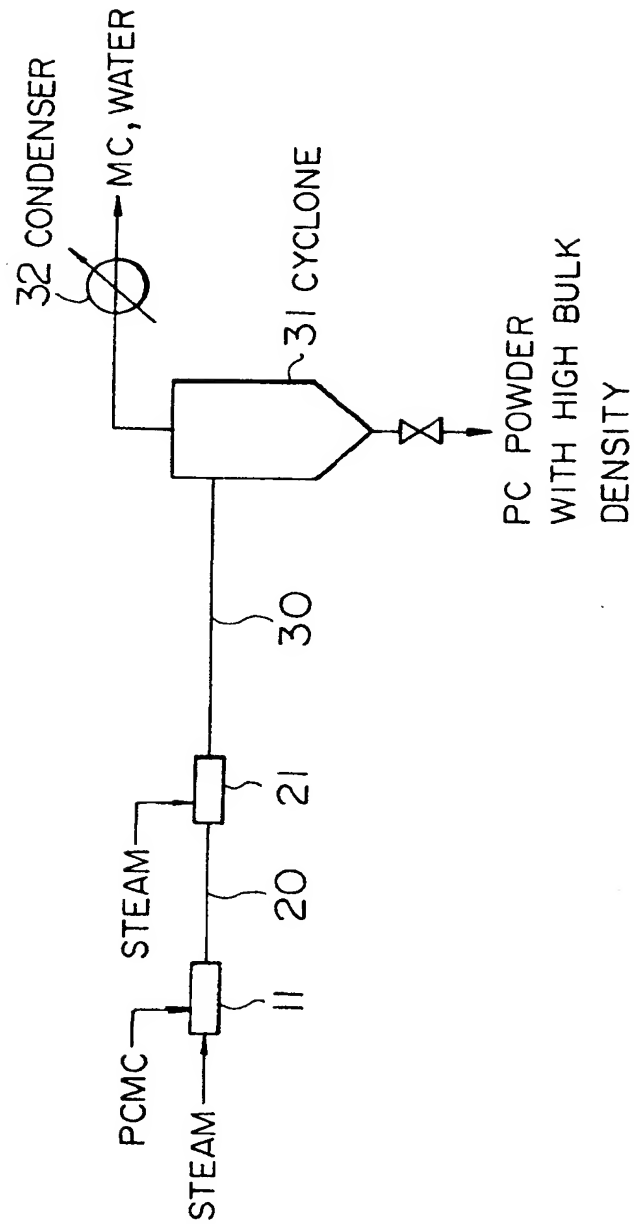 PCMC
STEAM
11
20
STEAM
21
30
31 CYCLONE
32 CONDENSER
MC, WATER
PC POWDER
WITH HIGH BULK
DENSITY